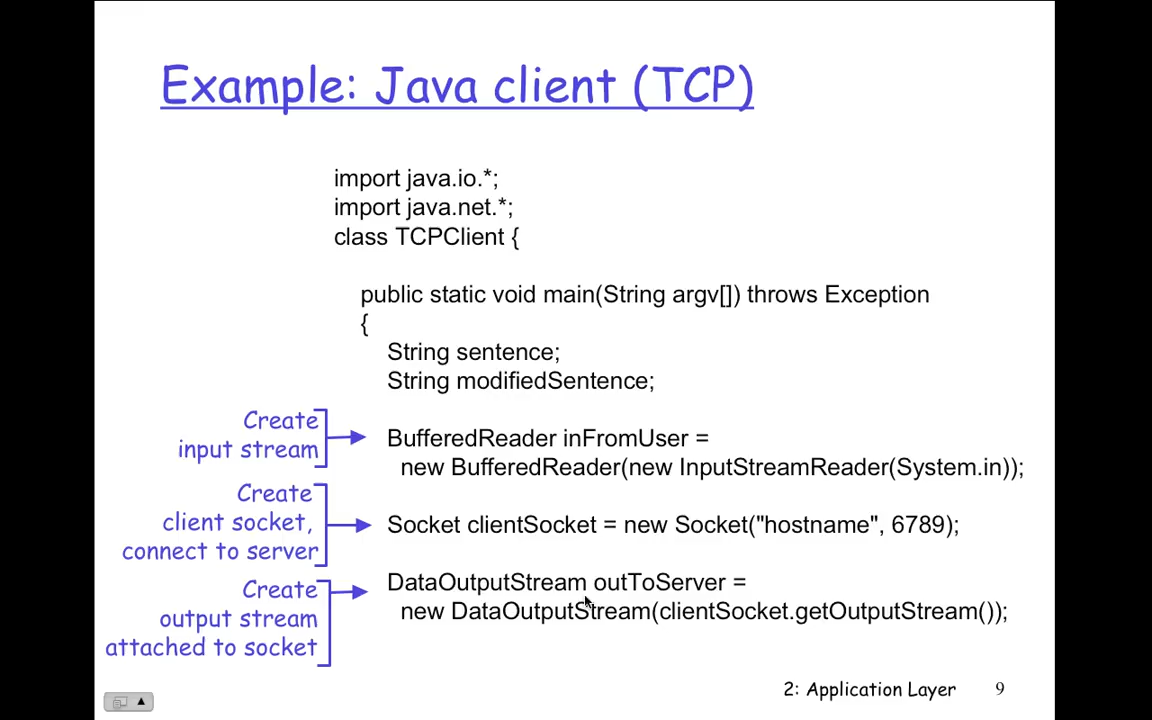 Example: Java client (TCP)
import java.io.*;
import java.net.*;
class TCPClient {
public static void main(String argv[]) throws Exception
{
String sentence;
String modifiedSentence;
Create
input stream
BufferedReader inFromUser =
new BufferedReader(new InputStreamReader(System.in));
Create
client socket,
connect to server
Socket clientSocket = new Socket("hostname", 6789);
Create
output stream
attached to socket
DataOutputStream outToServer =
new DataOutputStream(clientSocket.getOutputStream());
2: Application Layer
9